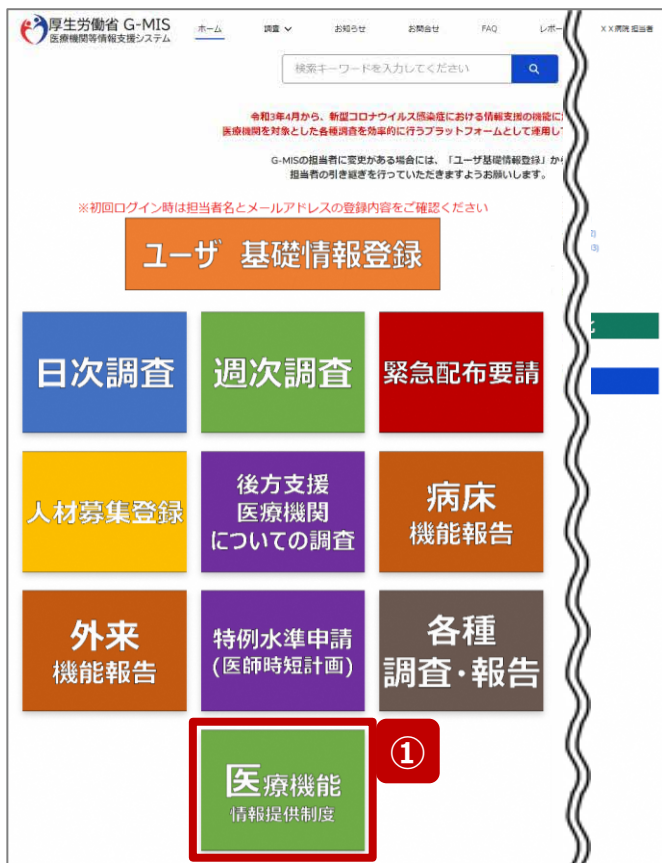 厚生労働省 G-MIS
医療機関等情報支援システム
ホーム 調査 お知らせ お問合せ FAQ レポー XX病院 担当者
検索キーワードを入力してください
令和3年4月から、新型コロナウイルス感染症における情報支援の機能に
医療機関を対象とした各種調査を効率的に行うプラットフォームとして運用し
G-MISの担当者に変更がある場合には、「ユーザ基礎情報登録」か
担当者の引き継ぎを行っていただきますようお願いします。
※初回ログイン時は担当者名とメールアドレスの登録内容をご確認ください
ユーザ 基礎情報登録
日次調査
週次調査
緊急配布要請
人材募集登録
後方支援
医療機関
についての調査
病床
機能報告
外来
機能報告
特例水準申請
(医師時短計画)
各種
調査・報告
医療機能
情報提供制度
①